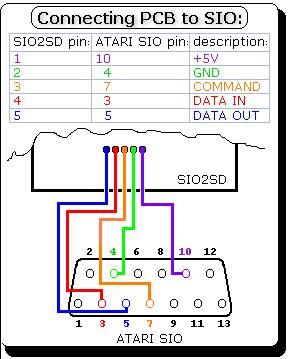 Connecting PCB to SIO:
SIO2SD pin: ATARI SIO pin: description:
1 10 +5V
2 4 GND
3 7 COMMAND
4 3 DATA IN
5 5 DATA OUT
SIO2SD
2 4 6 8 10 12
1 3 5 7 9 11 13
ATARI SIO